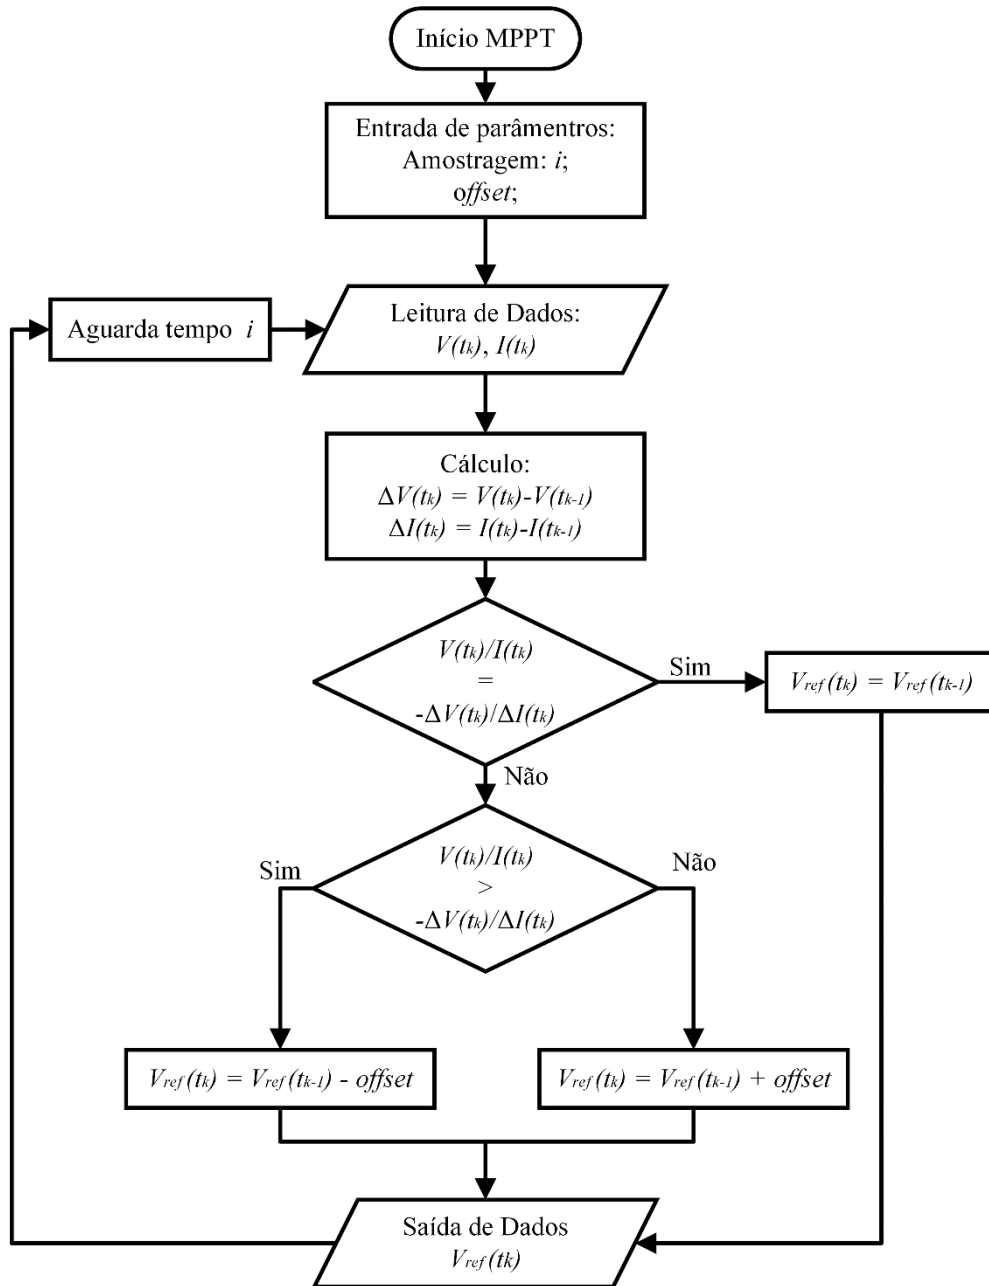 Início MPPT
Entrada de parâmentros:
Amostragem: i;
offset;
Aguarda tempo i
Leitura de Dados:
V(tk), I(tk)
Cálculo:
ΔV(tk) = V(tk)-V(tk-1)
ΔI(tk) = I(tk)-I(tk-1)
V(tk)/I(tk)
=
-ΔV(tk)/ΔI(tk)
Sim
Vref(tk) = Vref(tk-1)
Não
V(tk)/I(tk)
>
-ΔV(tk)/ΔI(tk)
Sim
Não
Vref(tk) = Vref(tk-1) - offset
Vref(tk) = Vref(tk-1) + offset
Saída de Dados
Vref(tk)